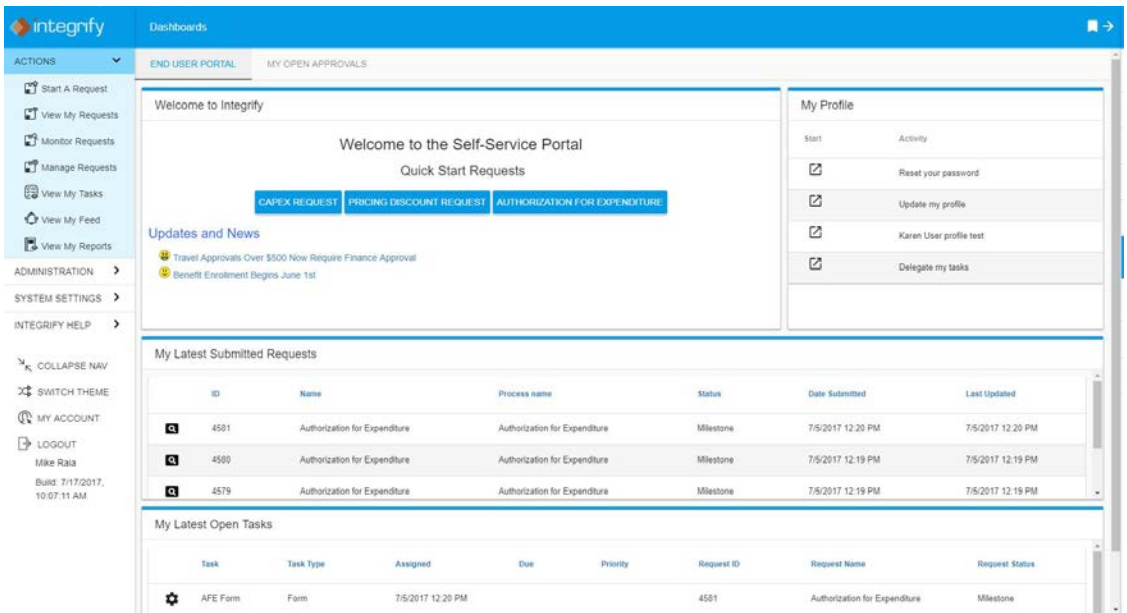 integrify
Dashboards
ACTIONS
Start A Request
View My Requests
Monitor Requests
Manage Requests
View My Tasks
View My Feed
View My Reports
ADMINISTRATION
SYSTEM SETTINGS
INTEGRIFY HELP
COLLAPSE NAV
SWITCH THEME
MY ACCOUNT
LOGOUT
Mike Raia
Build: 7/17/2017,
10:07:11 AM
END USER PORTAL MY OPEN APPROVALS
Welcome to Integrify
Welcome to the Self-Service Portal
Quick Start Requests
CAPEX REQUEST PRICING DISCOUNT REQUEST AUTHORIZATION FOR EXPENDITURE
Updates and News
Travel Approvals Over $500 Now Require Finance Approval
Benefit Enrollment Begins June 1st
My Profile
Start Activity
Reset your password
Update my profile
Karen User profile test
Delegate my tasks
My Latest Submitted Requests
ID Name Process name Status Date Submitted Last Updated
4581 Authorization for Expenditure Authorization for Expenditure Milestone 7/5/2017 12:20 PM 7/5/2017 12:20 PM
4580 Authorization for Expenditure Authorization for Expenditure Milestone 7/5/2017 12:19 PM 7/5/2017 12:19 PM
4579 Authorization for Expenditure Authorization for Expenditure Milestone 7/5/2017 12:19 PM 7/5/2017 12:19 PM
My Latest Open Tasks
Task Task Type Assigned Due Priority Request ID Request Name Request Status
AFE Form Form 7/5/2017 12:20 PM 4581 Authorization for Expenditure Milestone